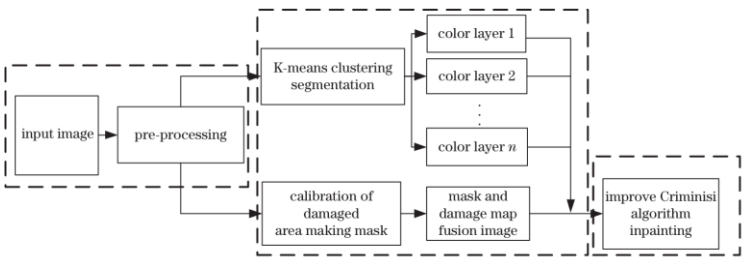 input image
pre-processing
K-means clustering
segmentation
color layer 1
color layer 2
color layer n
calibration of
damaged
area making mask
mask and
damage map
fusion image
improve Criminisi
algorithm
inpainting